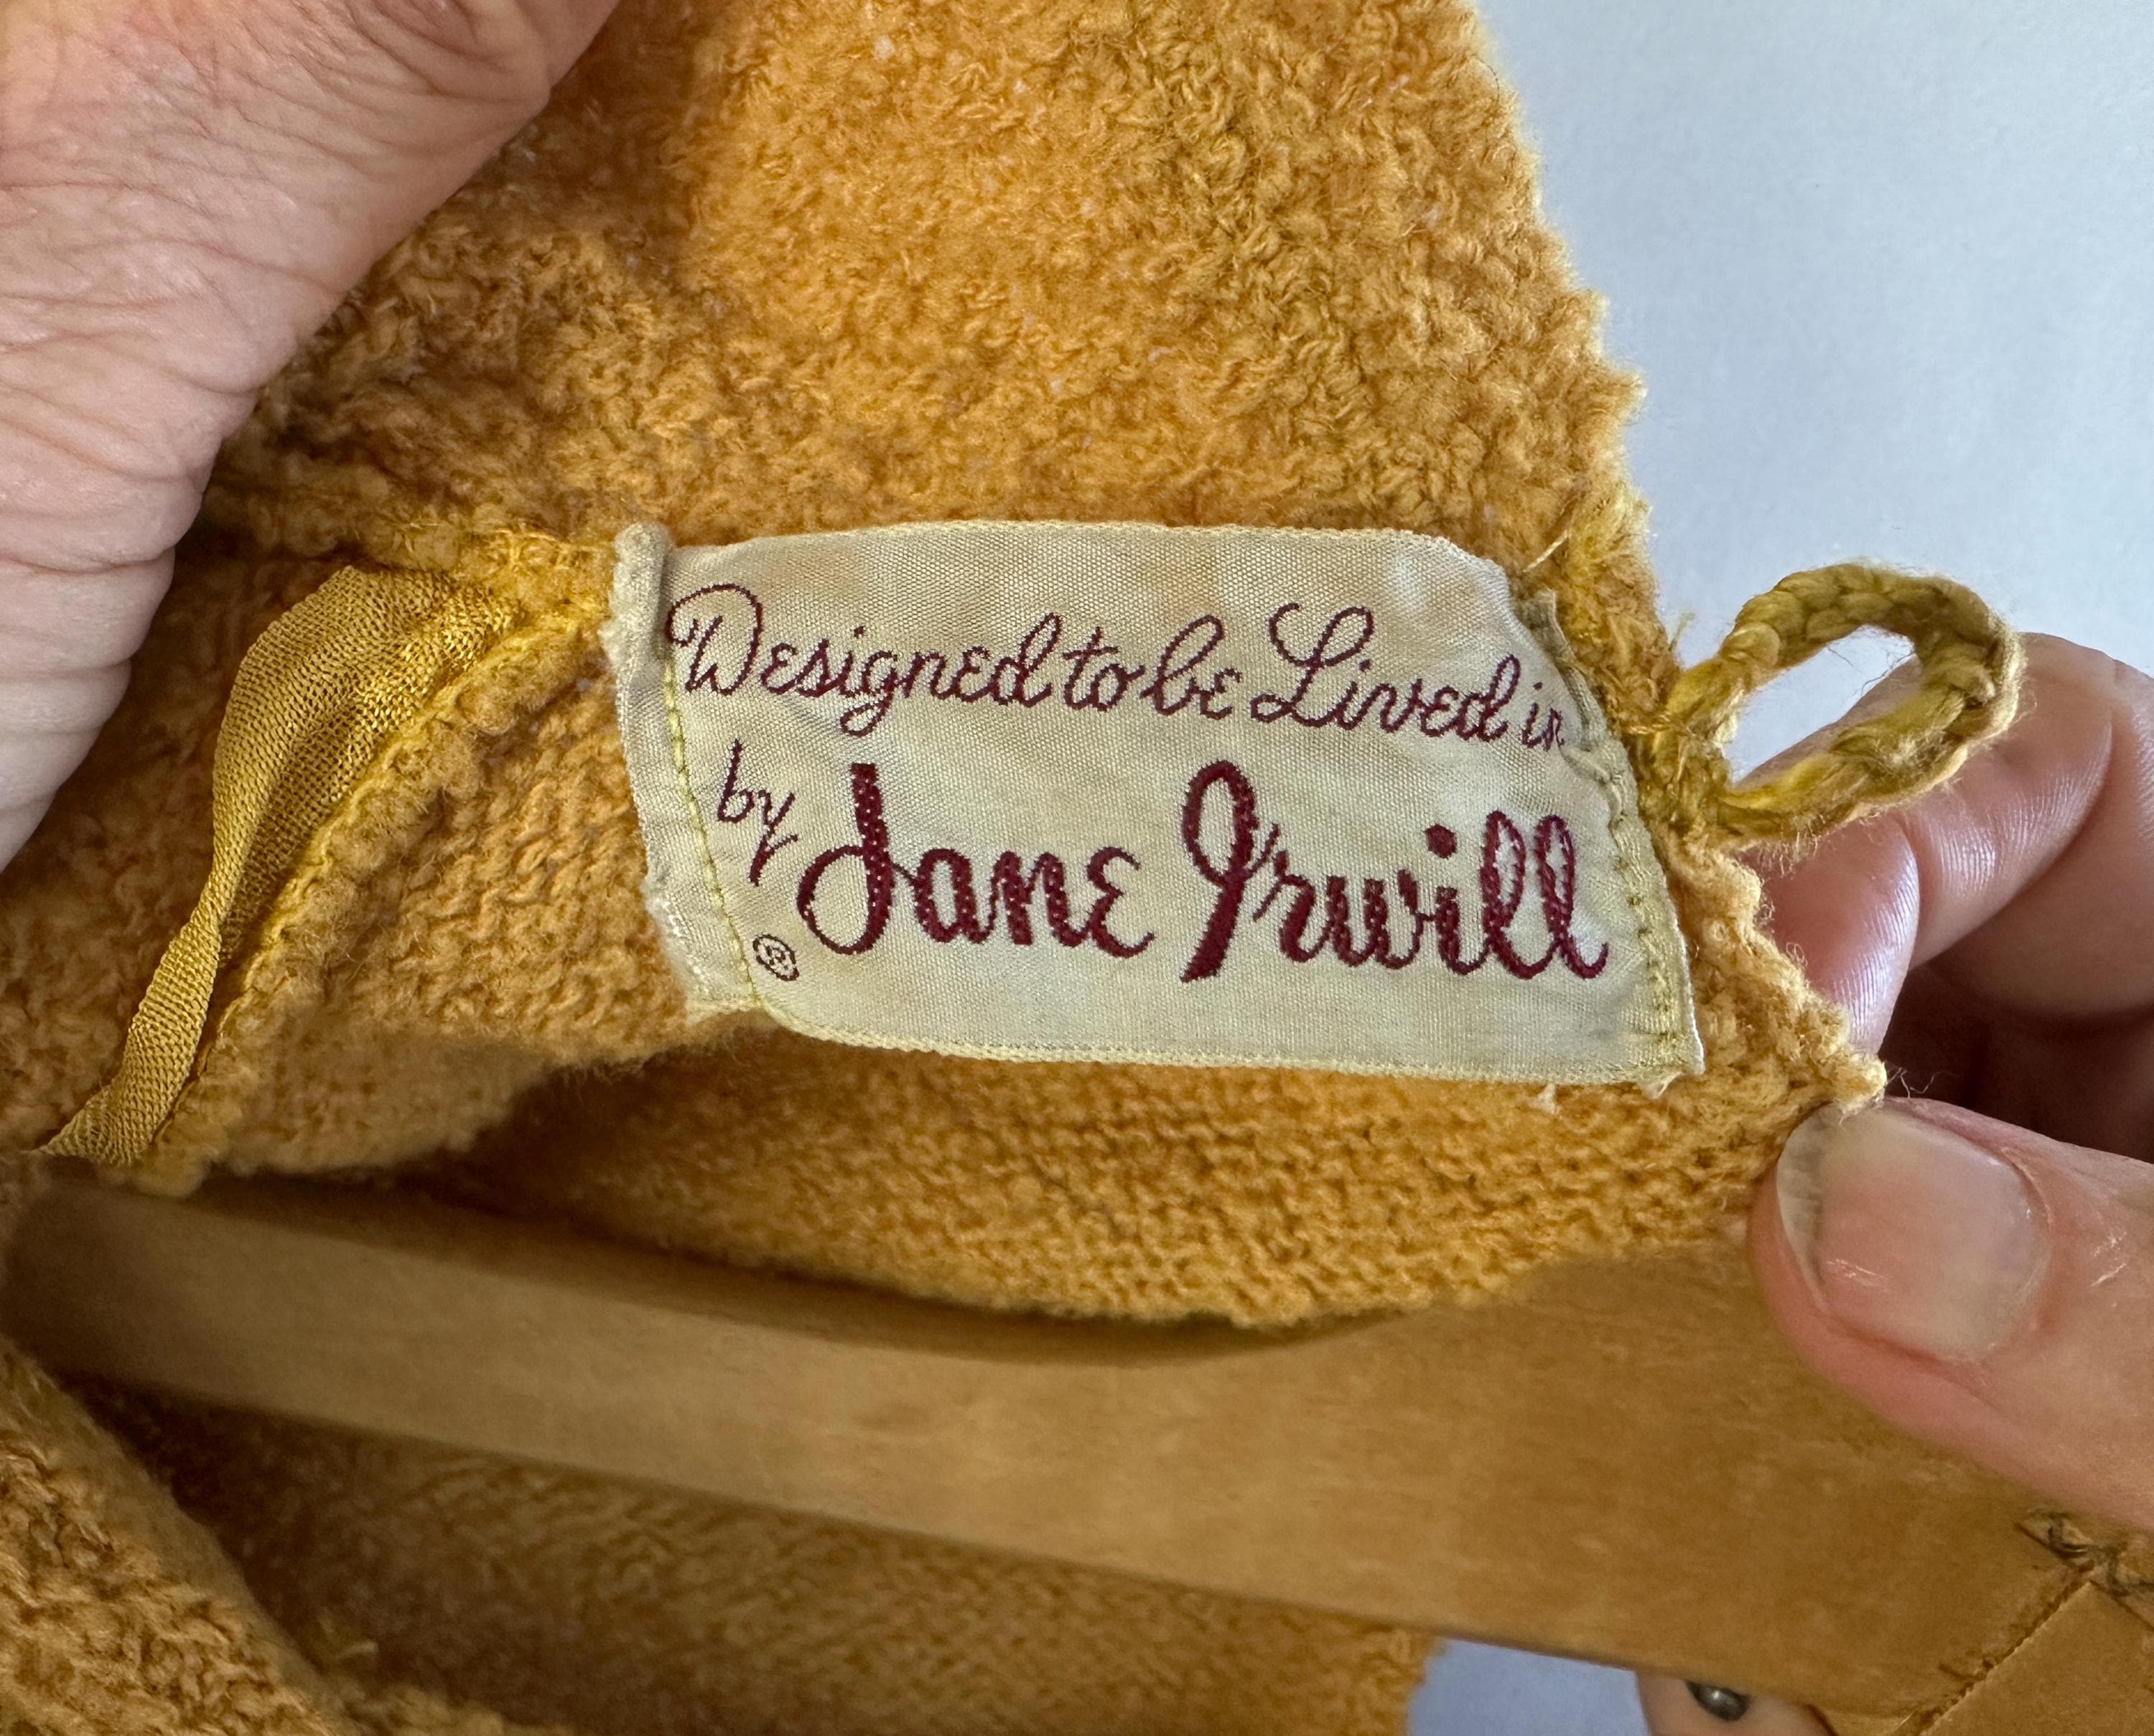 Designed to be Lived in
by Jane Irwill
®